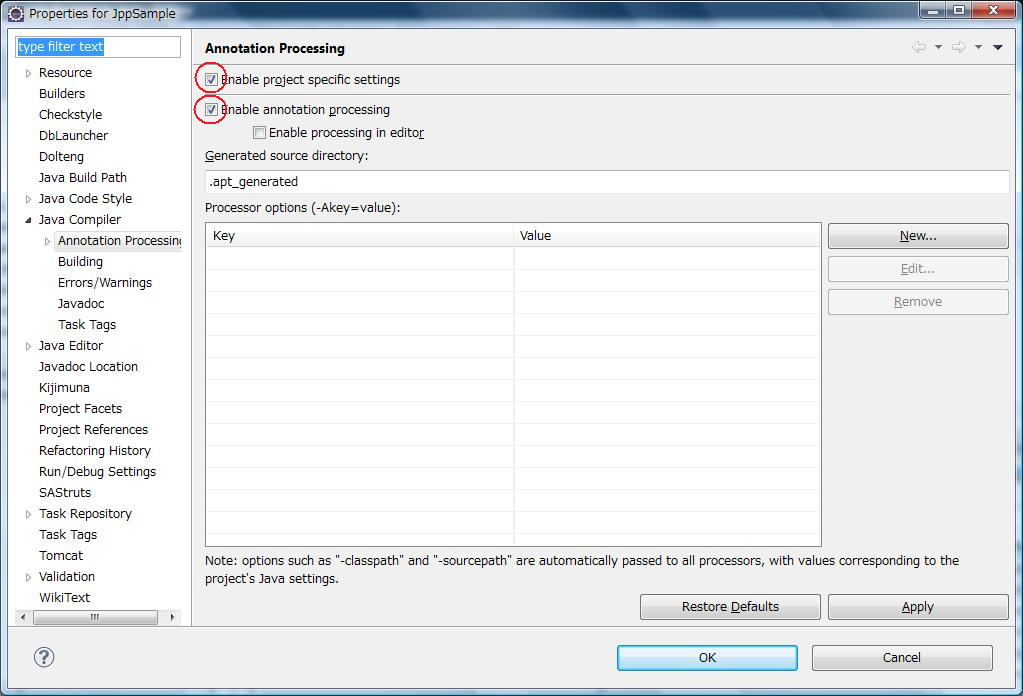 Properties for JppSample
type filter text
Resource
Builders
Checkstyle
DbLauncher
Dolteng
Java Build Path
Java Code Style
Java Compiler
Annotation Processing
Building
Errors/Warnings
Javadoc
Task Tags
Java Editor
Javadoc Location
Kijimuna
Project Facets
Project References
Refactoring History
Run/Debug Settings
SAStruts
Task Repository
Task Tags
Tomcat
Validation
WikiText
Annotation Processing
Enable project specific settings
Enable annotation processing
Enable processing in editor
Generated source directory:
.apt_generated
Processor options (-Akey=value):
Key Value
New...
Edit...
Remove
Note: options such as "-classpath" and "-sourcepath" are automatically passed to all processors, with values corresponding to the
project's Java settings.
Restore Defaults Apply
? OK Cancel